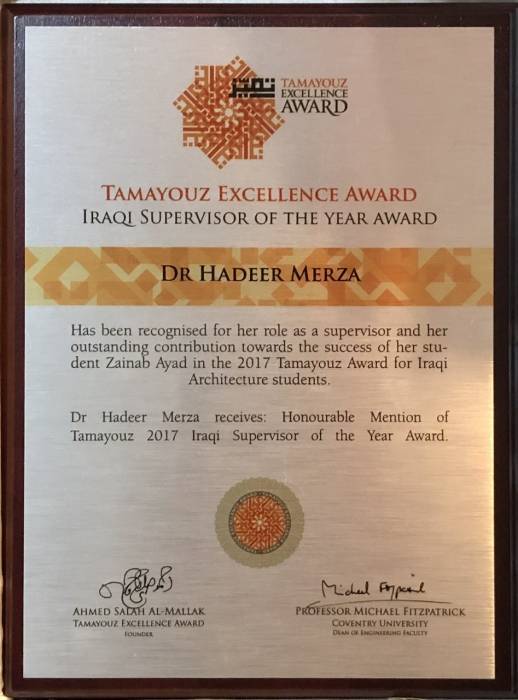 تميز
TAMAYOUZ
EXCELLENCE
AWARD
TAMAYOUZ EXCELLENCE AWARD
IRAQI SUPERVISOR OF THE YEAR AWARD
DR HADEER MERZA
Has been recognised for her role as a supervisor and her
outstanding contribution towards the success of her stu-
dent Zainab Ayad in the 2017 Tamayouz Award for Iraqi
Architecture students.
Dr Hadeer Merza receives: Honourable Mention of
Tamayouz 2017 Iraqi Supervisor of the Year Award.
AHMED SALAH AL-MALLAK
TAMAYOUZ EXCELLENCE AWARD
FOUNDER
PROFESSOR MICHAEL FITZPATRICK
COVENTRY UNIVERSITY
DEAN OF ENGINEERING FACULTY